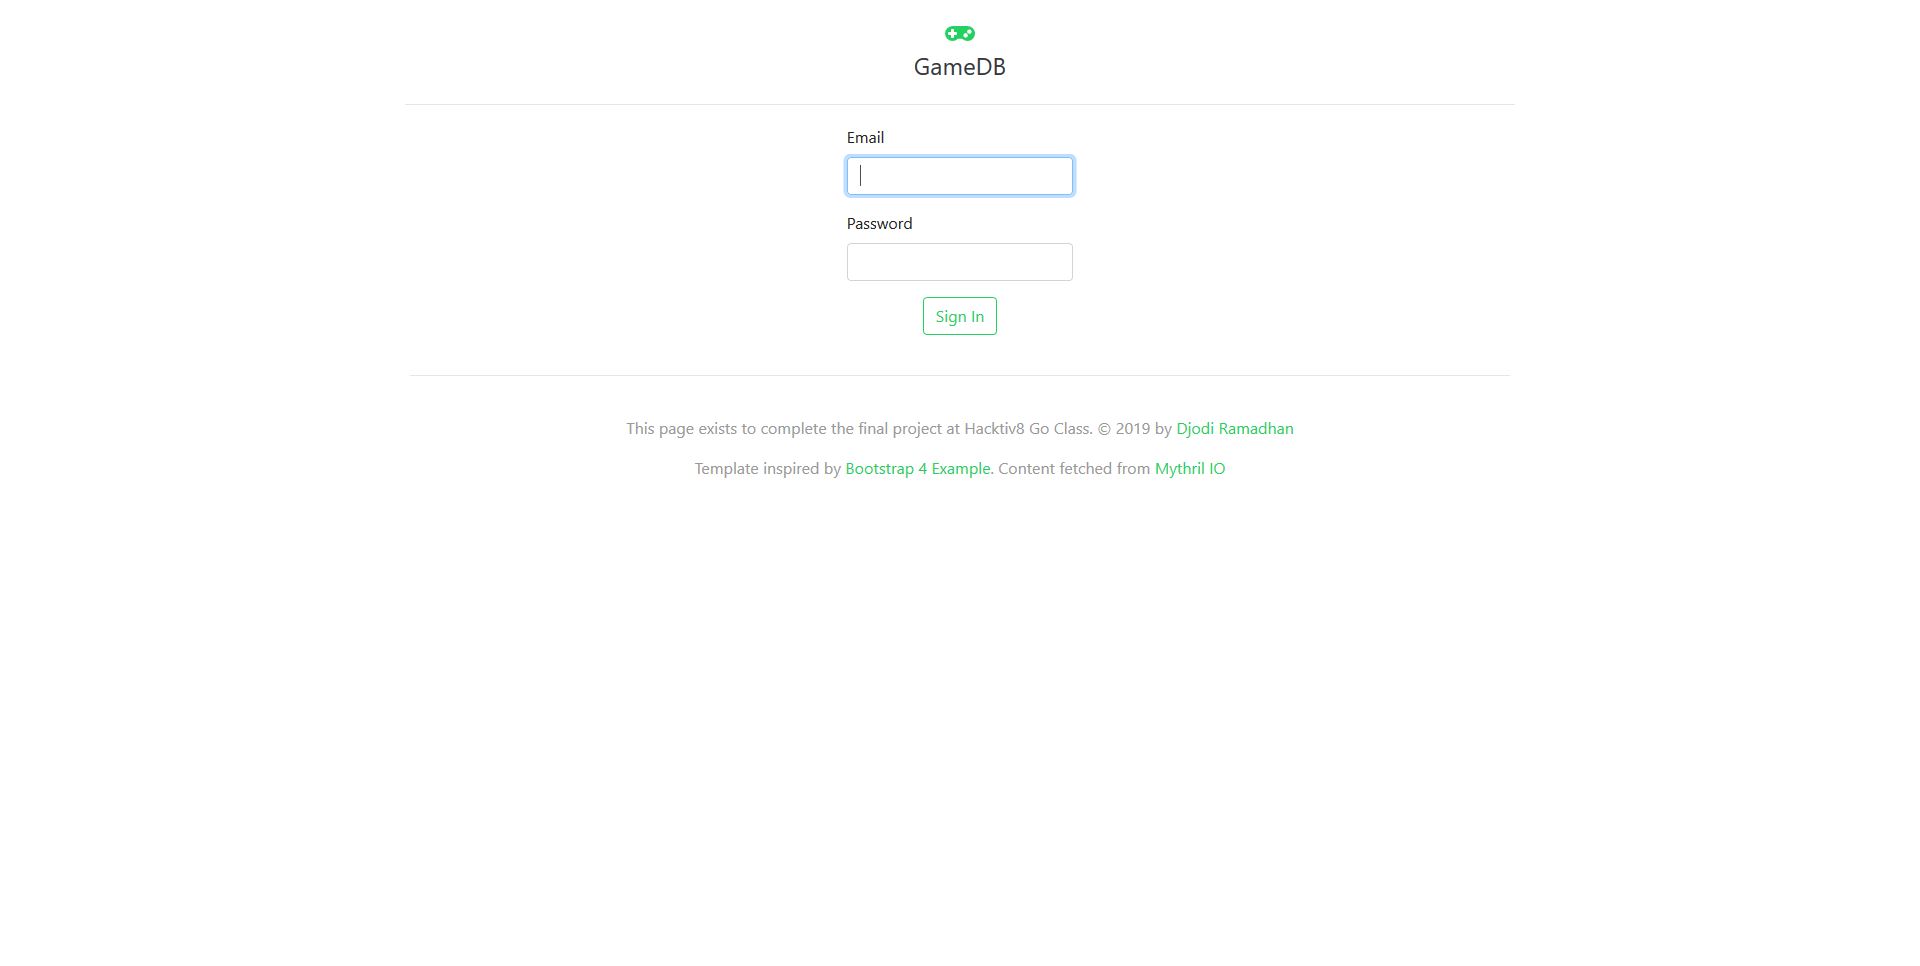 GameDB
Email
Password
Sign In
This page exists to complete the final project at Hacktiv8 Go Class. © 2019 by Djodi Ramadhan
Template inspired by Bootstrap 4 Example. Content fetched from Mythril IO